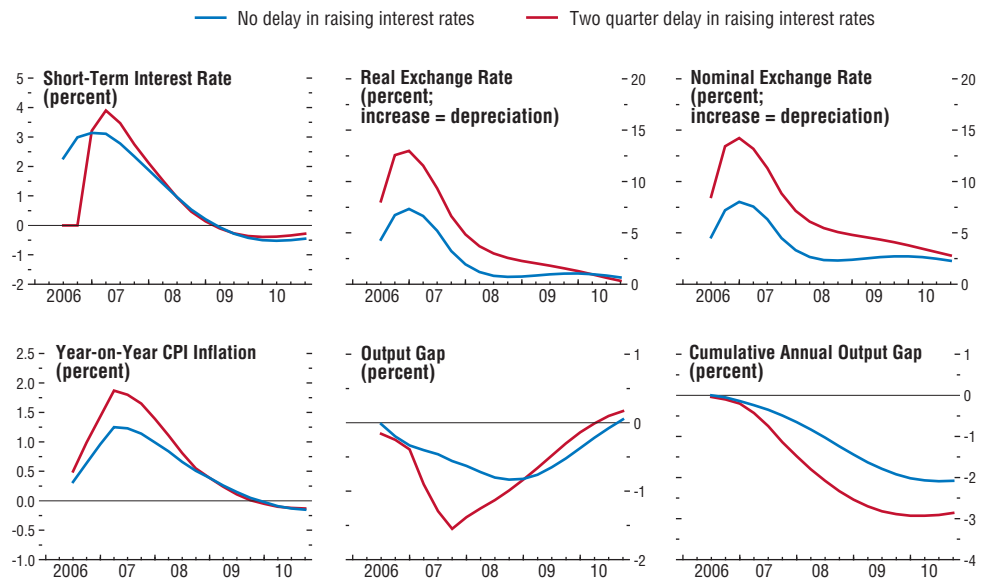 No delay in raising interest rates
Two quarter delay in raising interest rates
Short-Term Interest Rate
(percent)
5
4
3
2
1
0
-1
-2
2006 07 08 09 10
Real Exchange Rate
(percent;
increase = depreciation)
20
15
10
5
0
2006 07 08 09 10
Nominal Exchange Rate
(percent;
increase = depreciation)
20
15
10
5
0
2006 07 08 09 10
Year-on-Year CPI Inflation
(percent)
2.5
2.0
1.5
1.0
0.5
0.0
-0.5
-1.0
2006 07 08 09 10
Output Gap
(percent)
1
0
-1
-2
2006 07 08 09 10
Cumulative Annual Output Gap
(percent)
1
0
-1
-2
-3
-4
2006 07 08 09 10